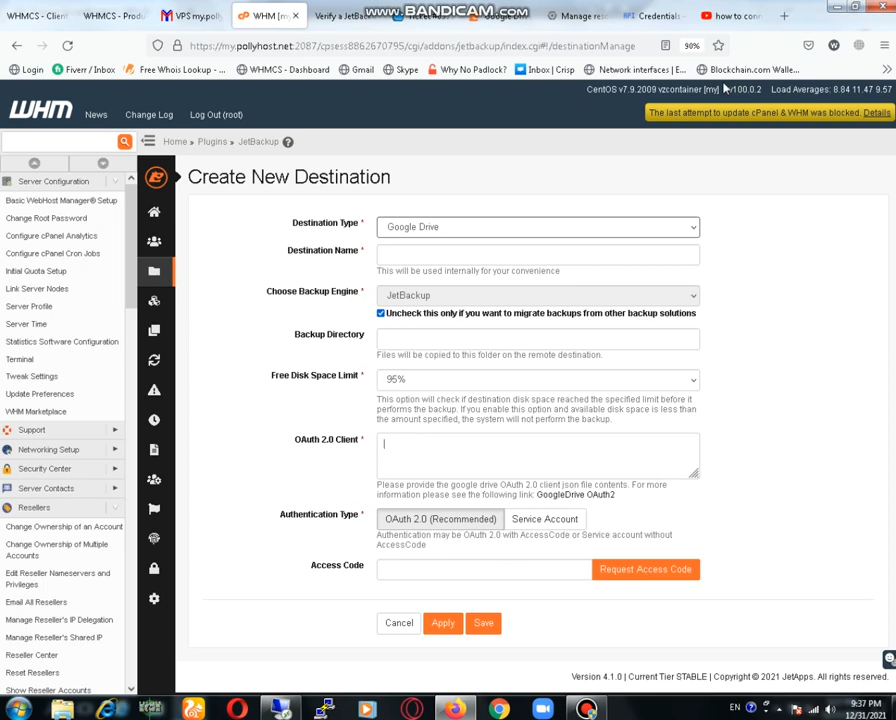 WHMCS - Client
WHMCS - Produ
VPS my.polly
WHM [my
Verify a JetBac
www.BANDICAM.com
Manage reso
Credentials
how to conn
https://my.pollyhost.net:2087/cpsess8862670795/cgi/addons/jetbackup/index.cgi#!/destinationManage
90%
Login
Fiverr / Inbox
Free Whois Lookup - ...
WHMCS - Dashboard
Gmail
Skype
Why No Padlock?
Inbox | Crisp
Network interfaces | E...
Blockchain.com Walle...
CentOS v7.9.2009 vzcontainer [my] v100.0.2 Load Averages: 8.84 11.47 9.57
WHM
News
Change Log
Log Out (root)
The last attempt to update cPanel & WHM was blocked. Details
Home » Plugins » JetBackup
Server Configuration
Basic WebHost Manager® Setup
Change Root Password
Configure cPanel Analytics
Configure cPanel Cron Jobs
Initial Quota Setup
Link Server Nodes
Server Profile
Server Time
Statistics Software Configuration
Terminal
Tweak Settings
Update Preferences
WHM Marketplace
Support
Networking Setup
Security Center
Server Contacts
Resellers
Change Ownership of an Account
Change Ownership of Multiple
Accounts
Edit Reseller Nameservers and
Privileges
Email All Resellers
Manage Reseller's IP Delegation
Manage Reseller's Shared IP
Reseller Center
Reset Resellers
Show Reseller Accounts
Create New Destination
Destination Type *
Google Drive
Destination Name *
This will be used internally for your convenience
Choose Backup Engine *
JetBackup
Uncheck this only if you want to migrate backups from other backup solutions
Backup Directory
Files will be copied to this folder on the remote destination.
Free Disk Space Limit *
95%
This option will check if destination disk space reached the specified limit before it
performs the backup. If you enable this option and available disk space is less than
the amount specified, the system will not perform the backup.
OAuth 2.0 Client *
Please provide the google drive OAuth 2.0 client json file contents. For more
information please see the following link: GoogleDrive OAuth2
Authentication Type *
OAuth 2.0 (Recommended)
Service Account
Authentication may be OAuth 2.0 with AccessCode or Service account without
AccessCode
Access Code
Request Access Code
Cancel
Apply
Save
Version 4.1.0 | Current Tier STABLE | Copyright © 2021 JetApps. All rights reserved.
EN
9:37 PM
12/31/2021